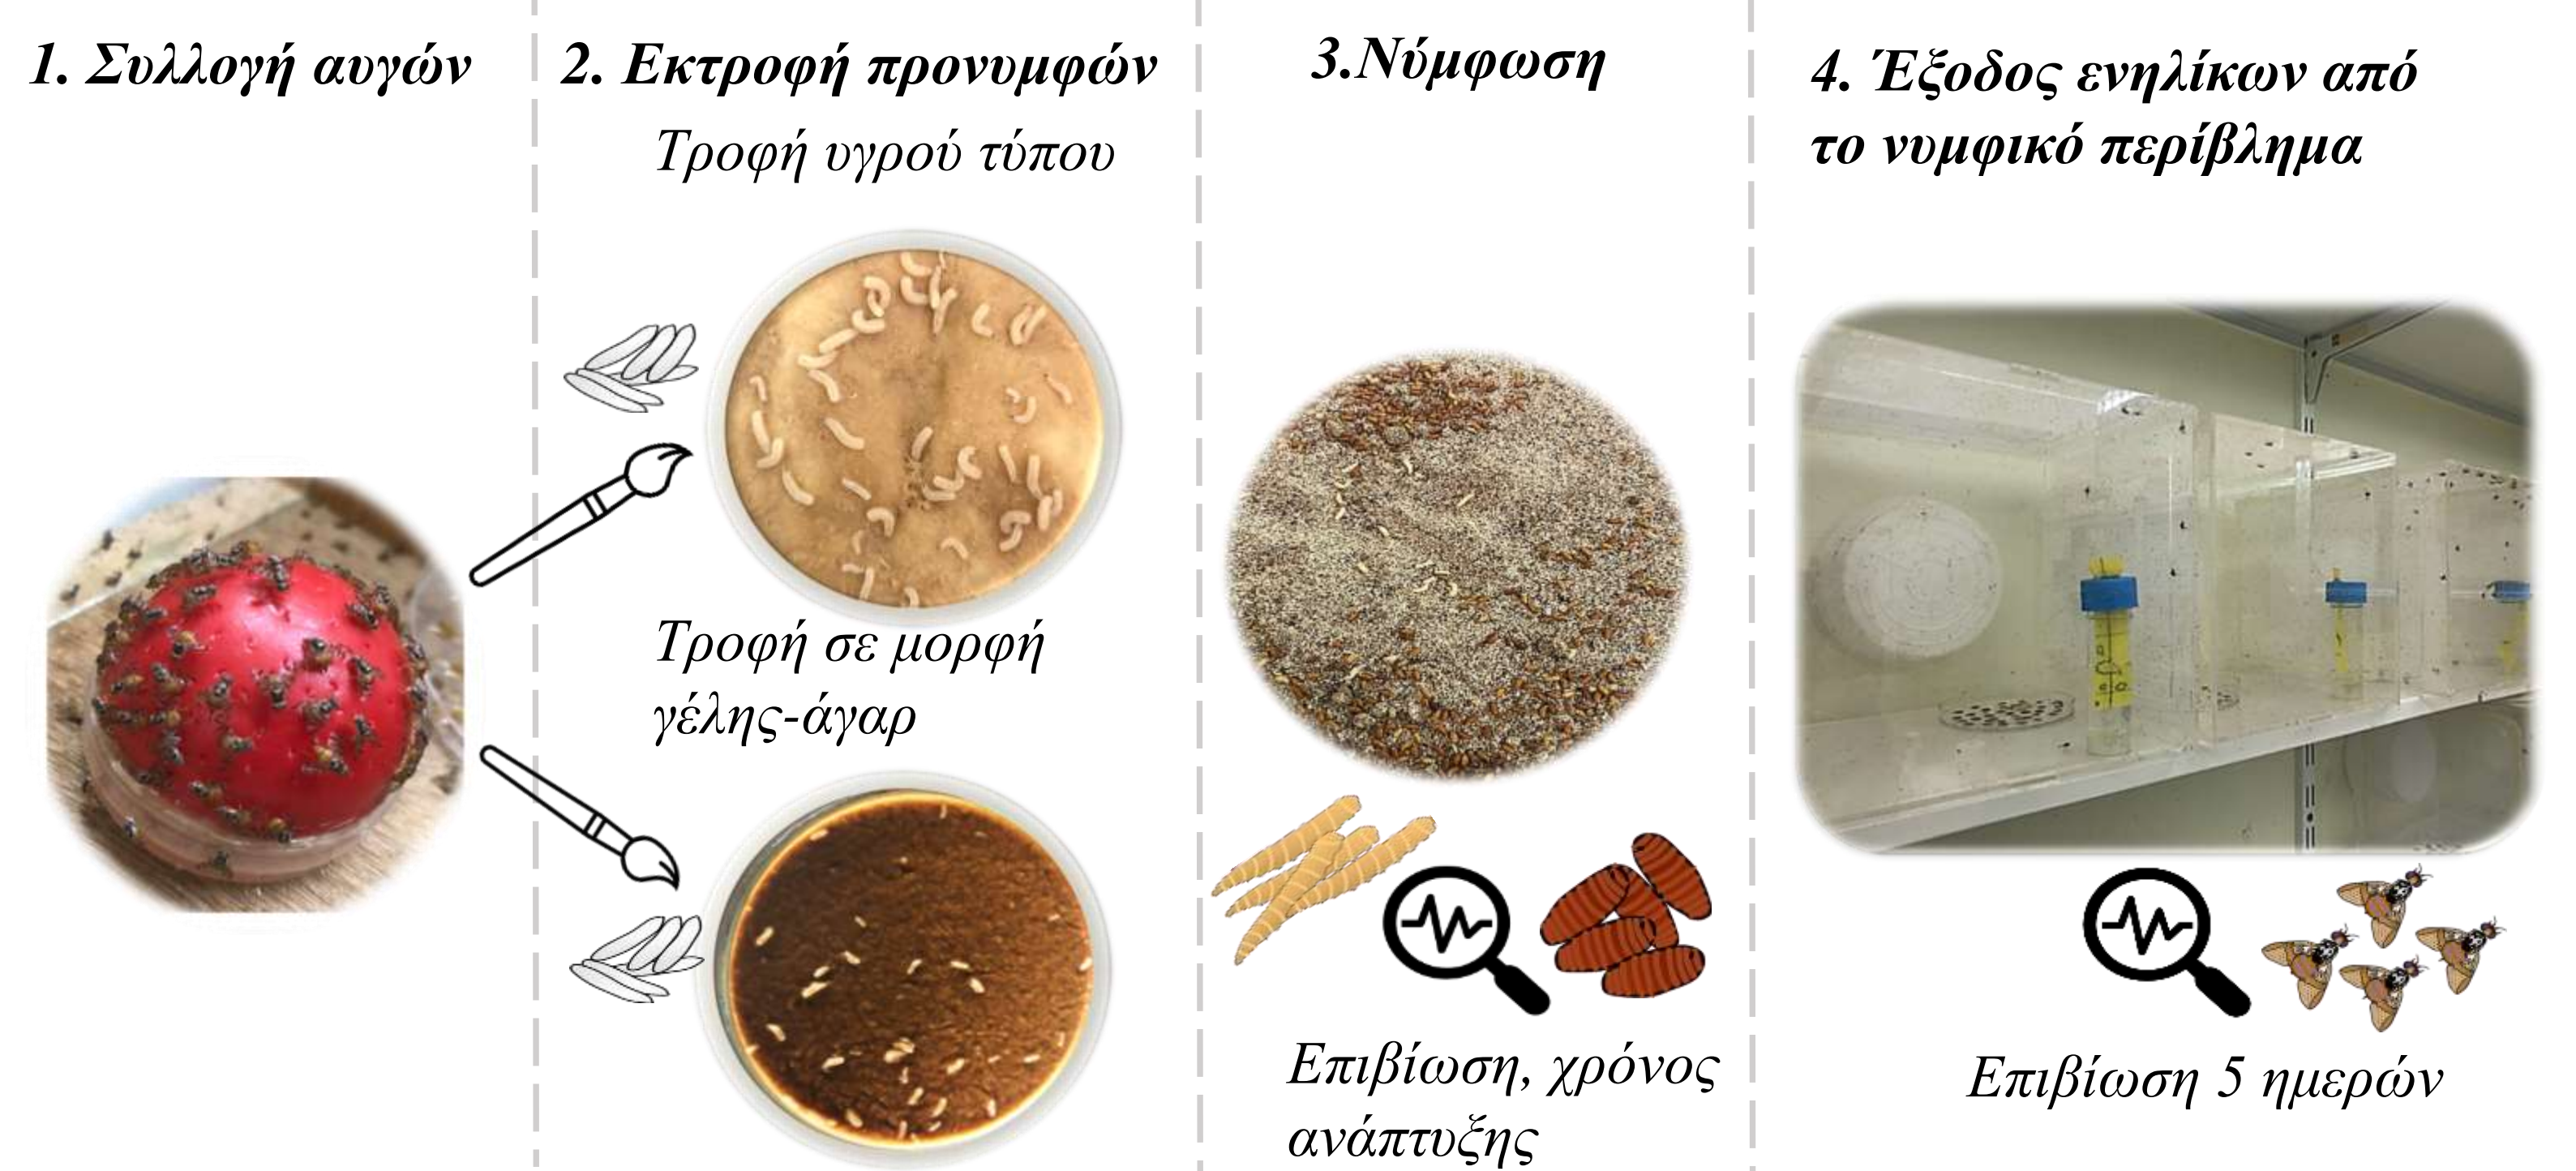 1. Συλλογή αυγών
2. Εκτροφή προνυμφών
Τροφή υγρού τύπου
Τροφή σε μορφή
γέλης-άγαρ
3.Νύμφωση
Επιβίωση, χρόνος
ανάπτυξης
4. Έξοδος ενηλίκων από
το νυμφικό περίβλημα
Επιβίωση 5 ημερών